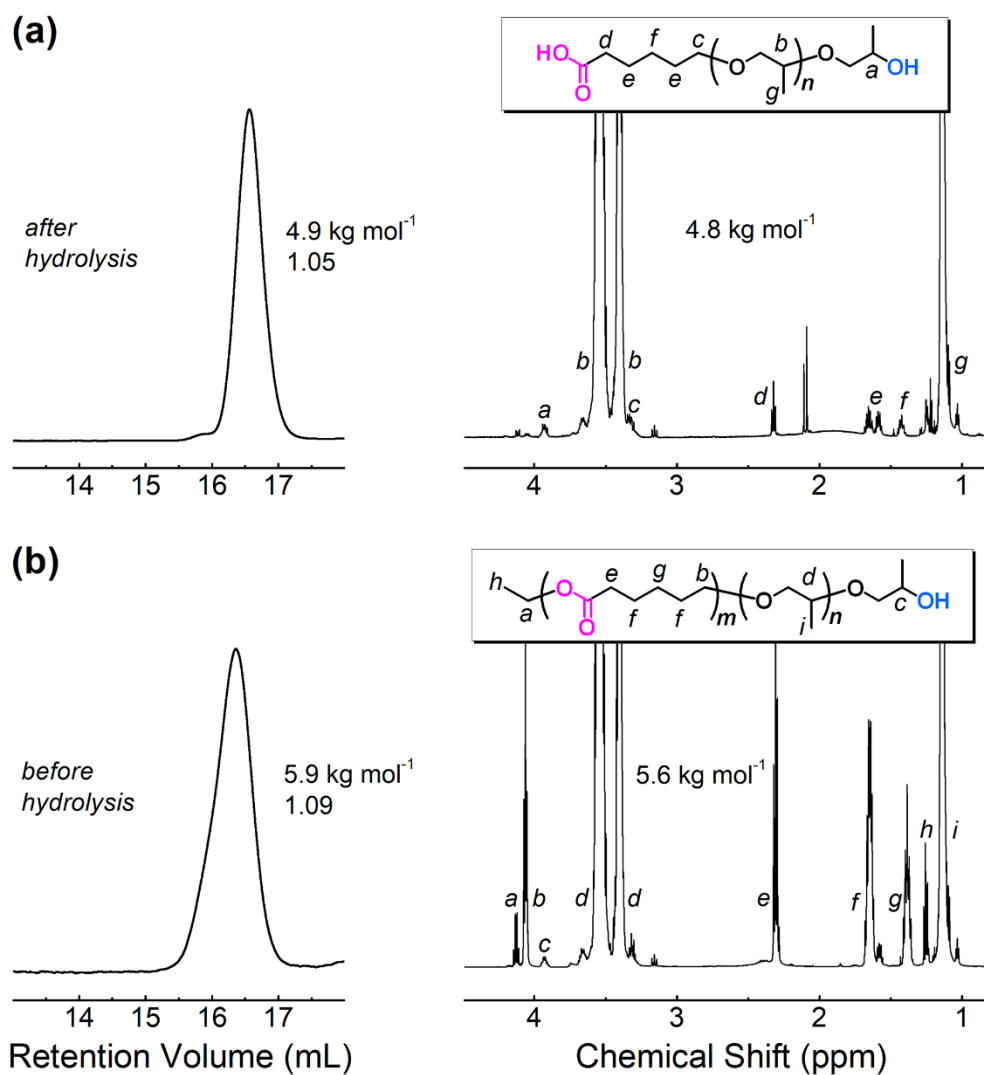 (a)
HO
O
d
e
f
e
c
O
b
g
n
O
a
OH
after
hydrolysis
4.9 kg mol⁻¹
1.05
4.8 kg mol⁻¹
a
b
b
c
d
e
f
g
14 15 16 17
4 3 2 1
(b)
h
a
O
O
e
f
g
f
b
m
O
d
i
n
O
c
OH
before
hydrolysis
5.9 kg mol⁻¹
1.09
5.6 kg mol⁻¹
a
b
c
d
d
e
f
g
h
i
14 15 16 17
4 3 2 1
Retention Volume (mL)
Chemical Shift (ppm)